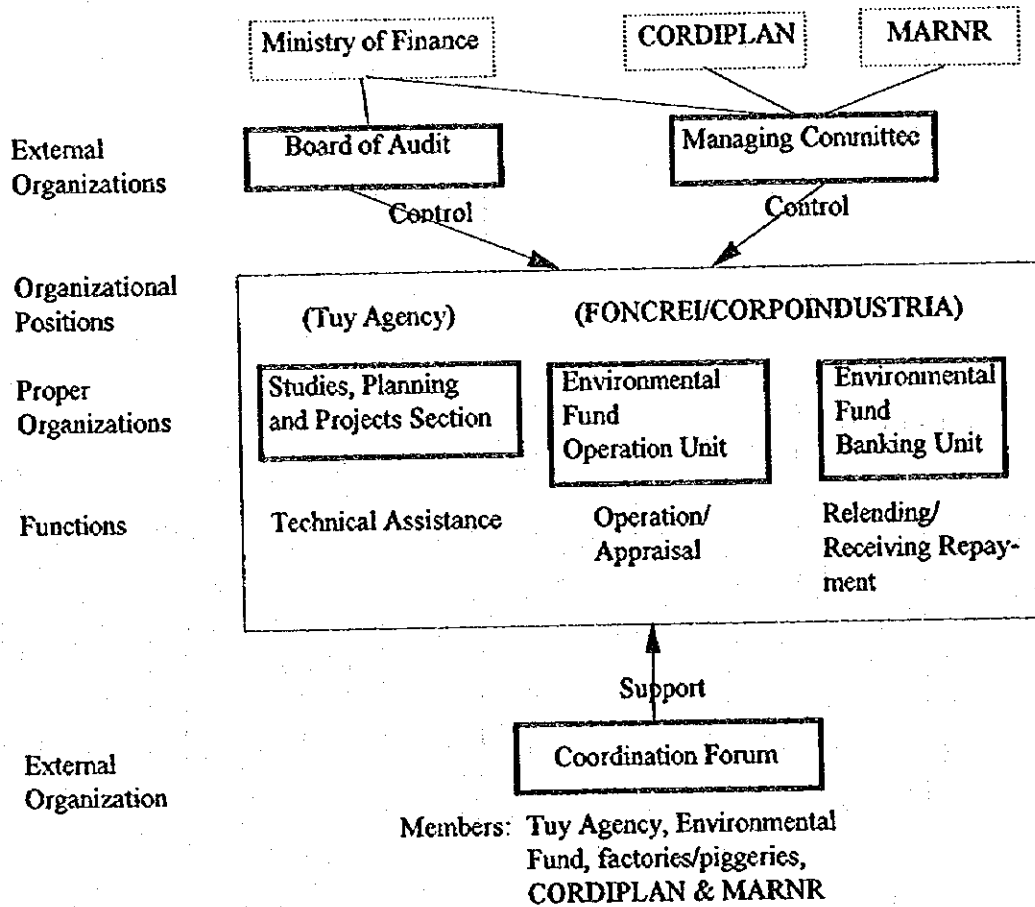 Ministry of Finance
CORDIPLAN
MARNR
External
Organizations
Board of Audit
Managing Committee
Control
Control
Organizational
Positions
(Tuy Agency)
(FONCREI/CORPOINDUSTRIA)
Proper
Organizations
Studies, Planning
and Projects Section
Environmental
Fund
Operation Unit
Environmental
Fund
Banking Unit
Functions
Technical Assistance
Operation/
Appraisal
Relending/
Receiving Repay-
ment
Support
External
Organization
Coordination Forum
Members: Tuy Agency, Environmental
Fund, factories/piggeries,
CORDIPLAN & MARNR